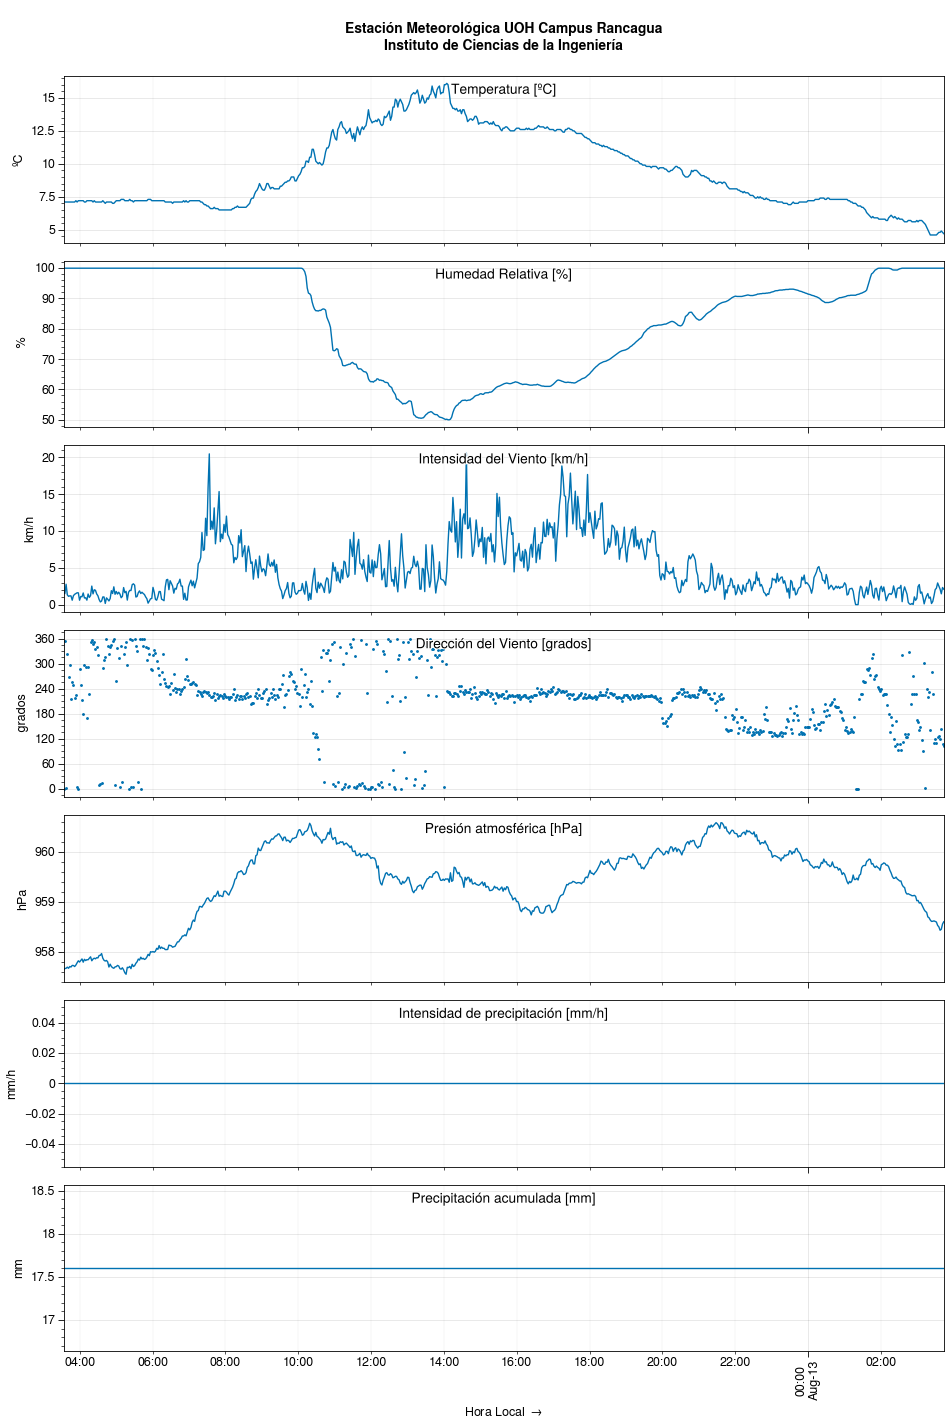 Estación Meteorológica UOH Campus Rancagua
Instituto de Ciencias de la Ingeniería
Temperatura [ºC]
ºC
15
12.5
10
7.5
5
Humedad Relativa [%]
%
100
90
80
70
60
50
Intensidad del Viento [km/h]
km/h
20
15
10
5
0
Dirección del Viento [grados]
grados
360
300
240
180
120
60
0
Presión atmosférica [hPa]
hPa
960
959
958
Intensidad de precipitación [mm/h]
mm/h
0.04
0.02
0
−0.02
−0.04
Precipitación acumulada [mm]
mm
18.5
18
17.5
17
04:00 06:00 08:00 10:00 12:00 14:00 16:00 18:00 20:00 22:00 00:00 02:00
Aug-13
Hora Local →